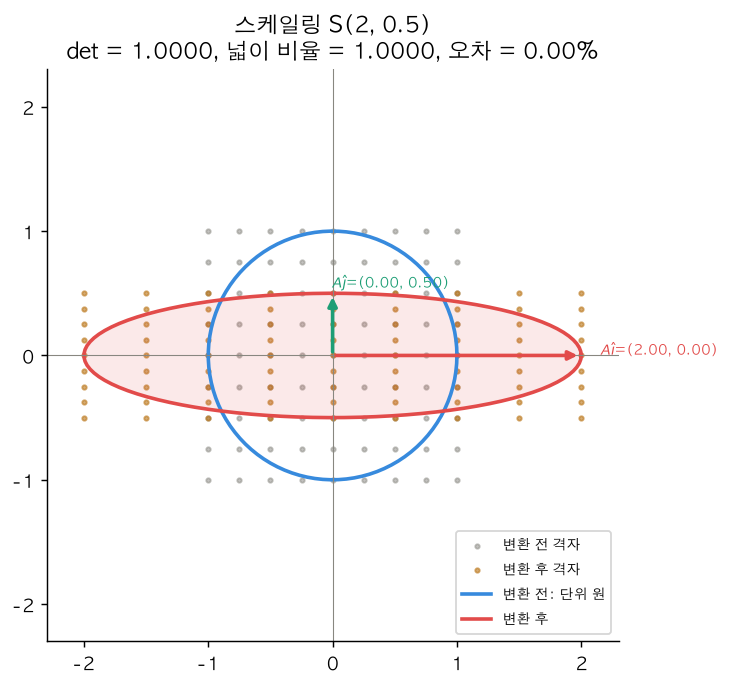 스케일링 S(2, 0.5)
det = 1.0000, 넓이 비율 = 1.0000, 오차 = 0.00%
2
1
0
-1
-2
Aĵ=(0.00, 0.50)
Aî=(2.00, 0.00)
변환 전 격자
변환 후 격자
변환 전: 단위 원
변환 후
-2
-1
0
1
2